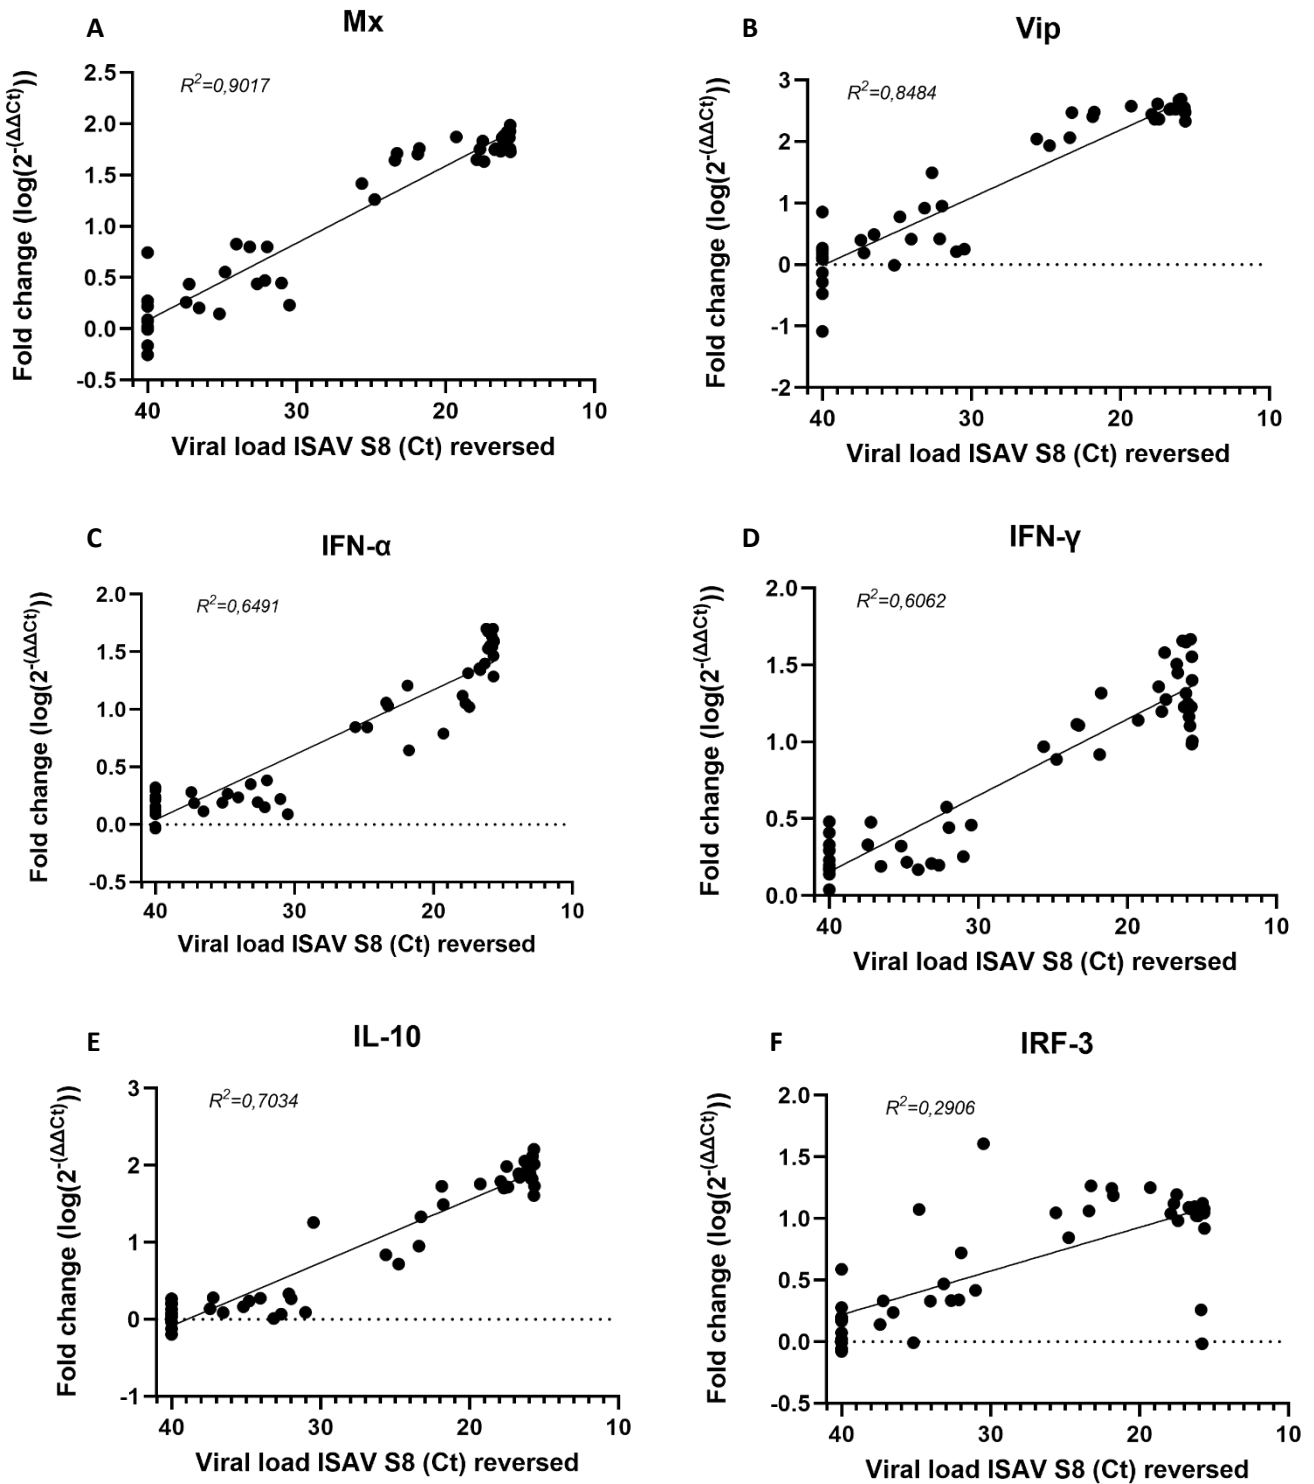 A
Mx
R²=0,9017
Fold change (log(2^-(ΔΔCt)))
2.5
2.0
1.5
1.0
0.5
0.0
-0.5
40 30 20 10
Viral load ISAV S8 (Ct) reversed
B
Vip
R²=0,8484
Fold change (log(2^-(ΔΔCt)))
3
2
1
0
-1
-2
40 30 20 10
Viral load ISAV S8 (Ct) reversed
C
IFN-α
R²=0,6491
Fold change (log(2^-(ΔΔCt)))
2.0
1.5
1.0
0.5
0.0
-0.5
40 30 20 10
Viral load ISAV S8 (Ct) reversed
D
IFN-γ
R²=0,6062
Fold change (log(2^-(ΔΔCt)))
2.0
1.5
1.0
0.5
0.0
40 30 20 10
Viral load ISAV S8 (Ct) reversed
E
IL-10
R²=0,7034
Fold change (log(2^-(ΔΔCt)))
3
2
1
0
-1
40 30 20 10
Viral load ISAV S8 (Ct) reversed
F
IRF-3
R²=0,2906
Fold change (log(2^-(ΔΔCt)))
2.0
1.5
1.0
0.5
0.0
-0.5
40 30 20 10
Viral load ISAV S8 (Ct) reversed